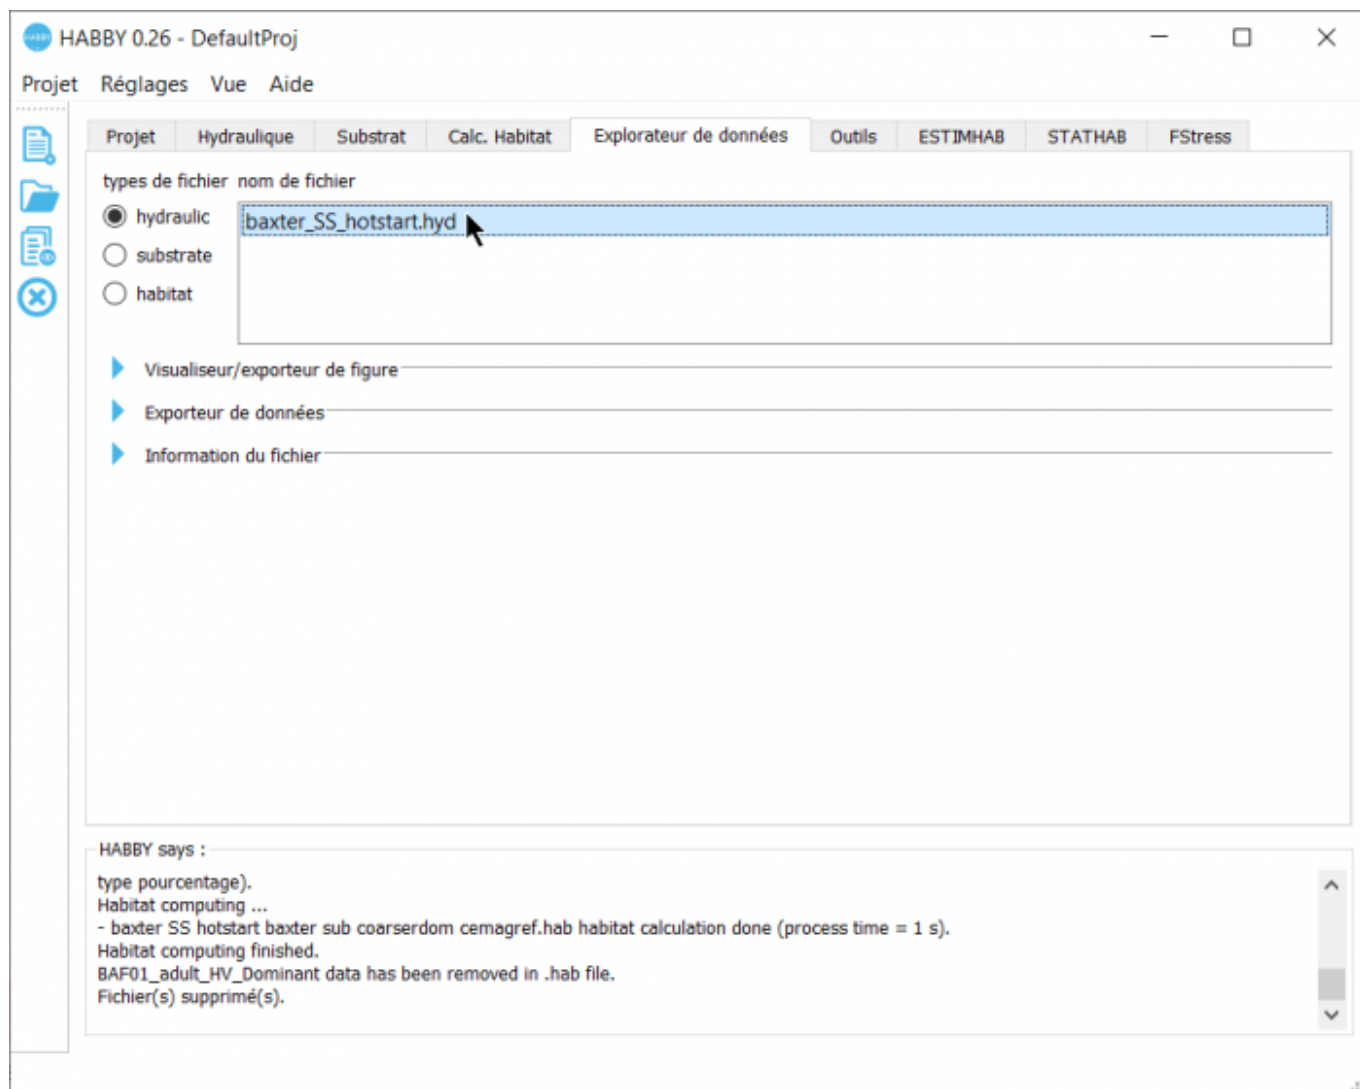 HABBY 0.26 - DefaultProj
Projet Réglages Vue Aide
Projet Hydraulique Substrat Calc. Habitat Explorateur de données Outils ESTIMHAB STATHAB FStress
types de fichier nom de fichier
hydraulic baxter_SS_hotstart.hyd
substrate
habitat
Visualiseur/exporteur de figure
Exporteur de données
Information du fichier
HABBY says :
type pourcentage).
Habitat computing ...
- baxter SS hotstart baxter sub coarserdom cemagref.hab habitat calculation done (process time = 1 s).
Habitat computing finished.
BAF01_adult_HV_Dominant data has been removed in .hab file.
Fichier(s) supprimé(s).